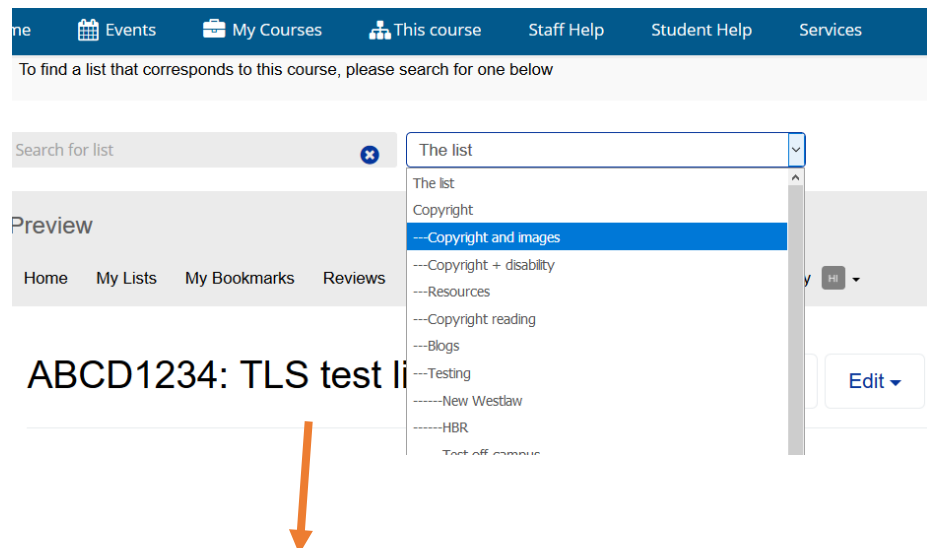 Events My Courses This course Staff Help Student Help Services
To find a list that corresponds to this course, please search for one below
Search for list
The list
The list
Copyright
---Copyright and images
---Copyright + disability
---Resources
---Copyright reading
---Blogs
---Testing
------New Westlaw
------HBR
Preview
Home My Lists My Bookmarks Reviews
HI
ABCD1234: TLS test
Edit